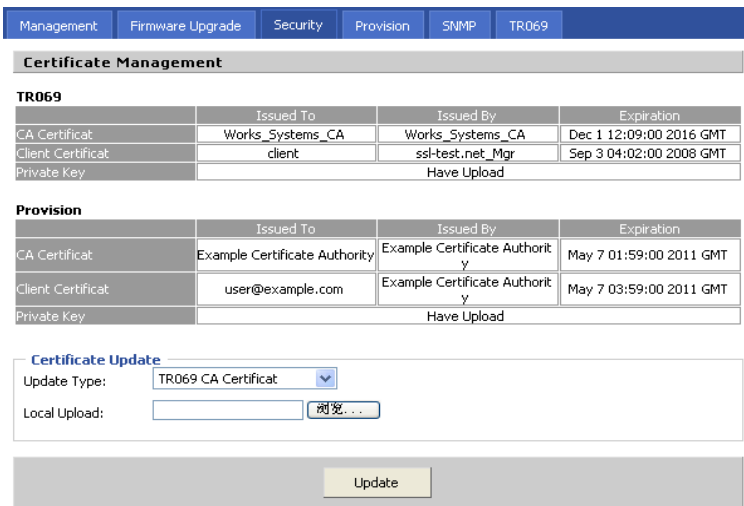 Management Firmware Upgrade Security Provision SNMP TR069
Certificate Management
TR069
Issued To Issued By Expiration
CA Certificat Works_Systems_CA Works_Systems_CA Dec 1 12:09:00 2016 GMT
Client Certificat client ssl-test.net_Mgr Sep 3 04:02:00 2008 GMT
Private Key Have Upload
Provision
Issued To Issued By Expiration
CA Certificat Example Certificate Authority Example Certificate Authorit
y May 7 01:59:00 2011 GMT
Client Certificat user@example.com Example Certificate Authorit
y May 7 03:59:00 2011 GMT
Private Key Have Upload
Certificate Update
Update Type: TR069 CA Certificat
Local Upload: 浏览...
Update